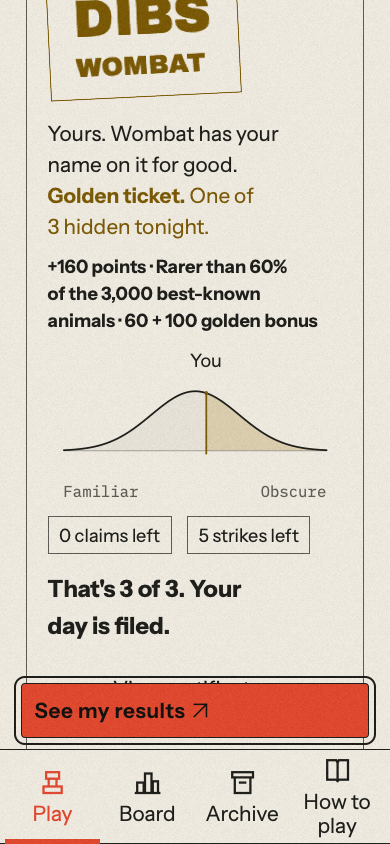 DIBS
WOMBAT
Yours. Wombat has your
name on it for good.
Golden ticket. One of
3 hidden tonight.
+160 points · Rarer than 60%
of the 3,000 best-known
animals · 60 + 100 golden bonus
You
Familiar
Obscure
0 claims left
5 strikes left
That's 3 of 3. Your
day is filed.
See my results
Play
Board
Archive
How to
play